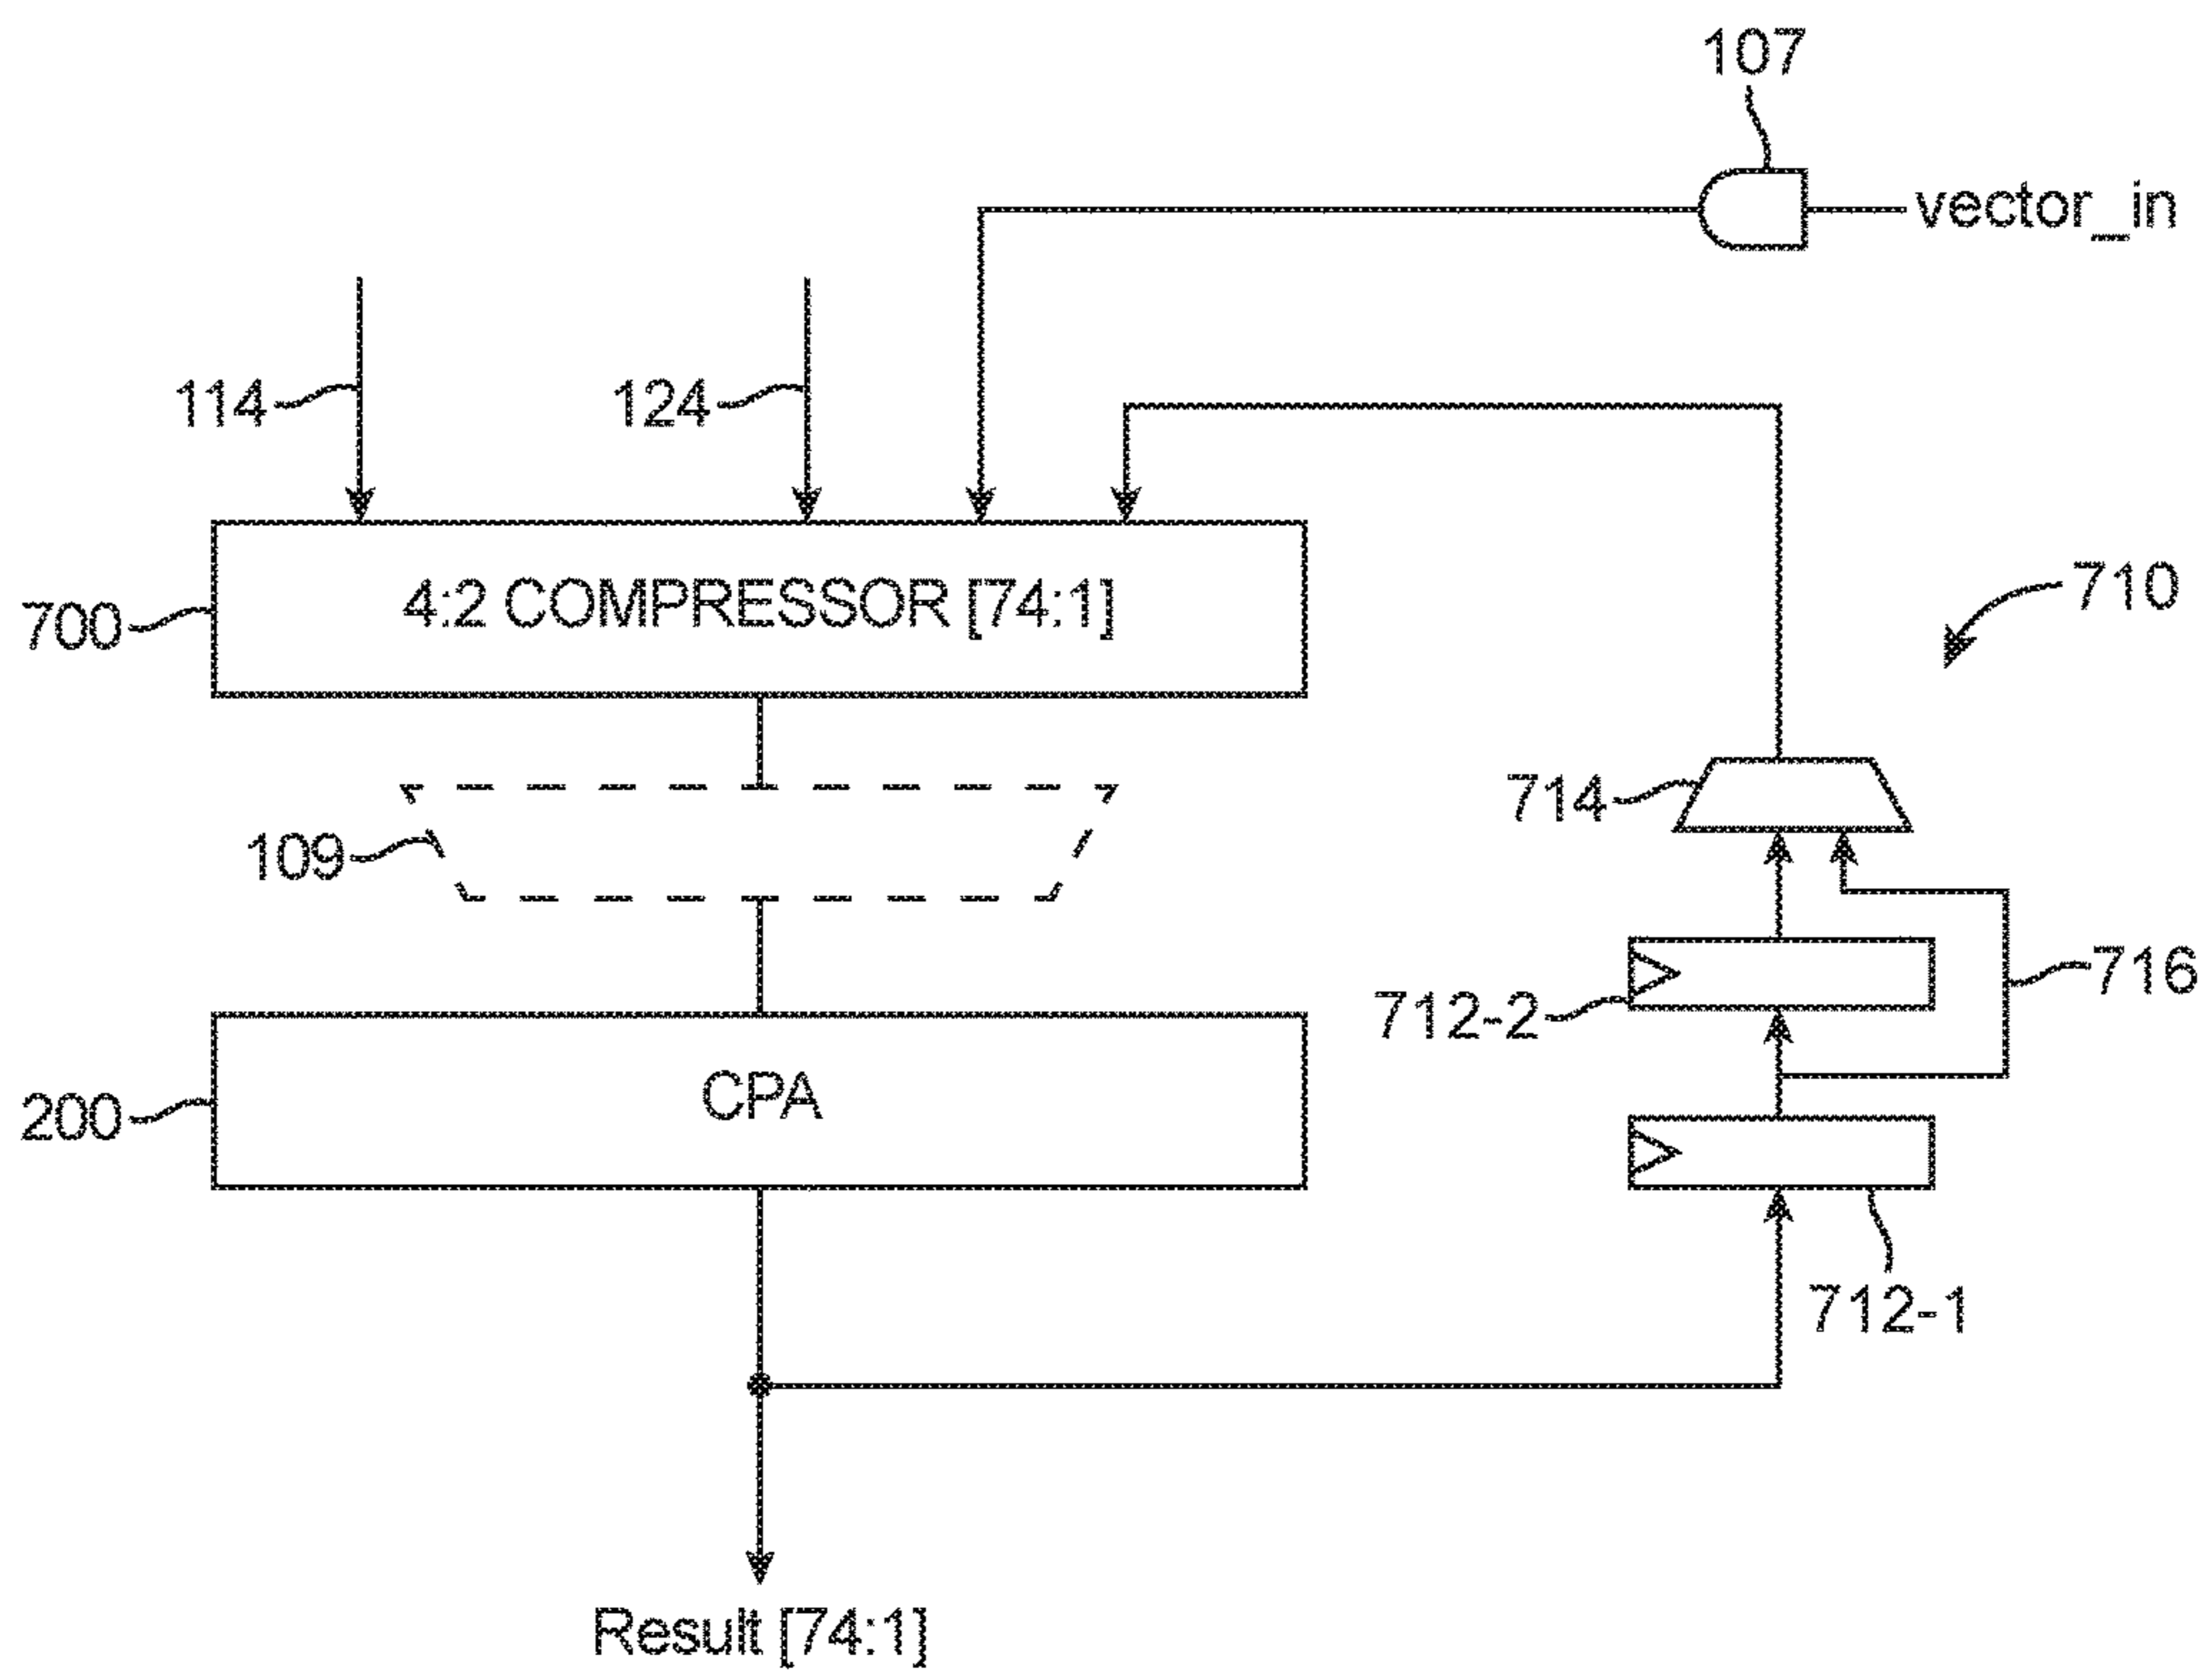 107
vector_in
114
124
4:2 COMPRESSOR [74:1]
700
710
714
109
716
712-2
CPA
200
712-1
Result [74:1]